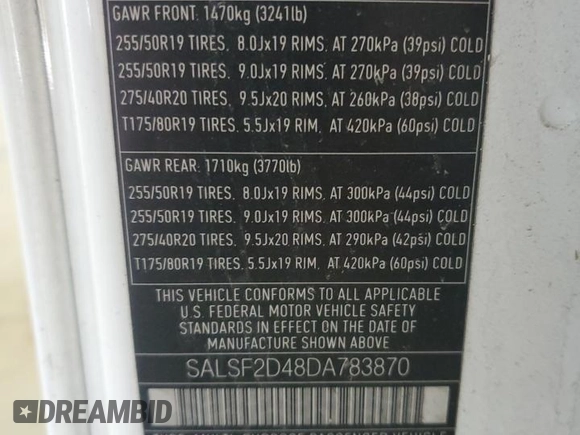 GAWR FRONT: 1470kg (3241lb)
255/50R19 TIRES, 8.0Jx19 RIMS, AT 270kPa (39psi) COLD
255/50R19 TIRES, 9.0Jx19 RIMS, AT 270kPa (39psi) COLD
275/40R20 TIRES, 9.5Jx20 RIMS, AT 260kPa (38psi) COLD
T175/80R19 TIRES, 5.5Jx19 RIM, AT 420kPa (60psi) COLD
GAWR REAR: 1710kg (3770lb)
255/50R19 TIRES, 8.0Jx19 RIMS, AT 300kPa (44psi) COLD
255/50R19 TIRES, 9.0Jx19 RIMS, AT 300kPa (44psi) COLD
275/40R20 TIRES, 9.5Jx20 RIMS, AT 290kPa (42psi) COLD
T175/80R19 TIRES, 5.5Jx19 RIM, AT 420kPa (60psi) COLD
THIS VEHICLE CONFORMS TO ALL APPLICABLE
U.S. FEDERAL MOTOR VEHICLE SAFETY
STANDARDS IN EFFECT ON THE DATE OF
MANUFACTURE SHOWN ABOVE.
SALSF2D48DA783870
DREAMBID